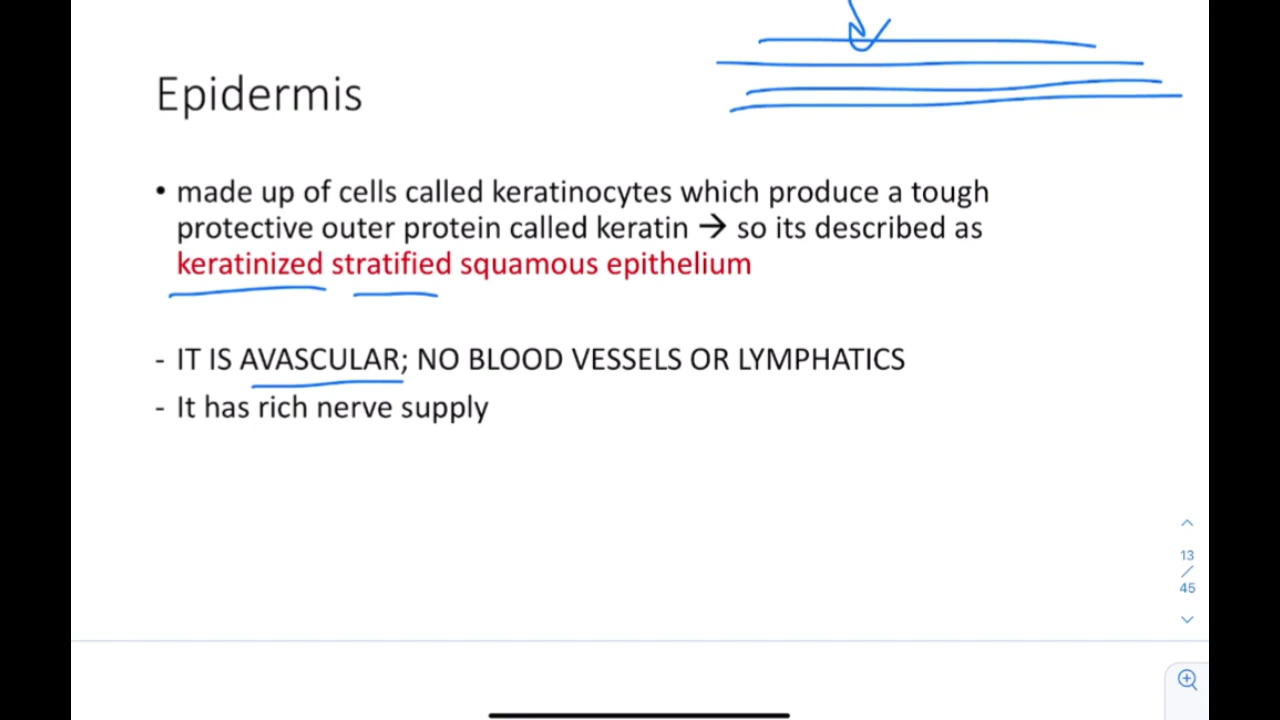 Epidermis
• made up of cells called keratinocytes which produce a tough
protective outer protein called keratin → so its described as
keratinized stratified squamous epithelium
- IT IS AVASCULAR; NO BLOOD VESSELS OR LYMPHATICS
- It has rich nerve supply
13
/
45